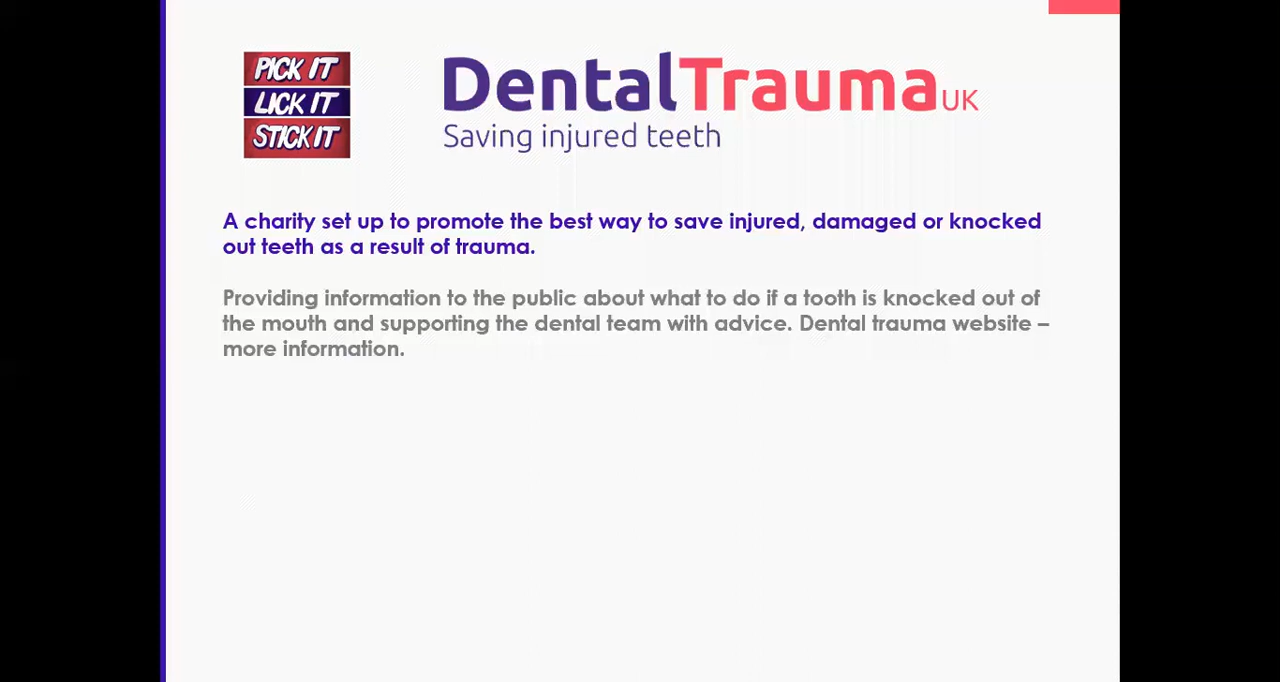 PICK IT
LICK IT
STICK IT
DentalTrauma UK
Saving injured teeth
A charity set up to promote the best way to save injured, damaged or knocked
out teeth as a result of trauma.
Providing information to the public about what to do if a tooth is knocked out of
the mouth and supporting the dental team with advice. Dental trauma website –
more information.